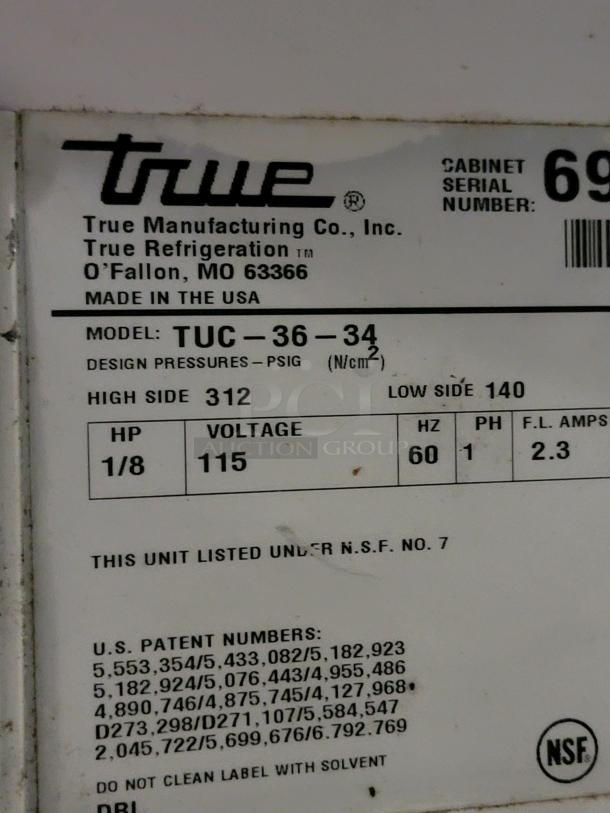 true ®
True Manufacturing Co., Inc.
True Refrigeration TM
O'Fallon, MO 63366
MADE IN THE USA
CABINET
SERIAL
NUMBER: 69
MODEL: TUC-36-34
DESIGN PRESSURES-PSIG (N/cm2)
HIGH SIDE 312 LOW SIDE 140
HP VOLTAGE HZ PH F.L. AMPS
1/8 115 60 1 2.3
PCI
AUCTION GROUP
THIS UNIT LISTED UNDER N.S.F. NO. 7
U.S. PATENT NUMBERS:
5,553,354/5,433,082/5,182,923
5,182,924/5,076,443/4,955,486
4,890,746/4,875,745/4,127,968
D273,298/D271,107/5,584,547
2,045,722/5,699,676/6.792.769
NSF®
DO NOT CLEAN LABEL WITH SOLVENT